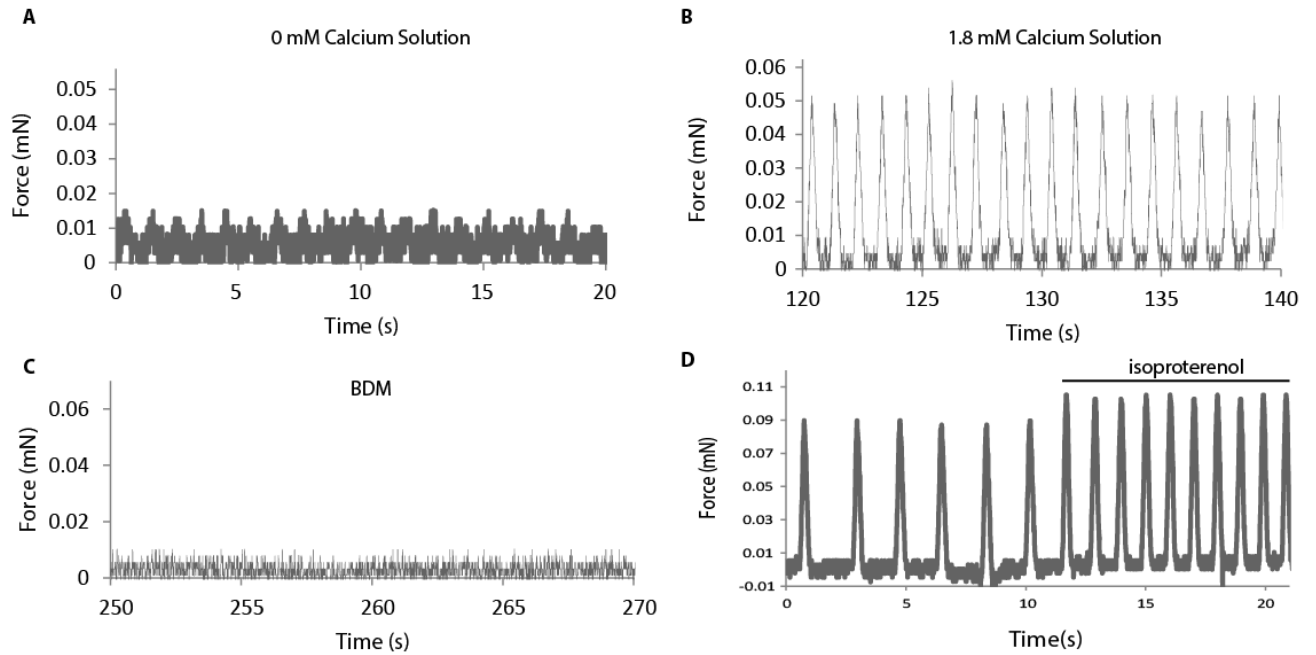 A
0 mM Calcium Solution
0.05
0.04
0.03
0.02
0.01
0
Force (mN)
0 5 10 15 20
Time (s)
B
1.8 mM Calcium Solution
0.06
0.05
0.04
0.03
0.02
0.01
0
Force (mN)
120 125 130 135 140
Time (s)
C
BDM
0.06
0.04
0.02
0
Force (mN)
250 255 260 265 270
Time (s)
D
isoproterenol
0.11
0.09
0.07
0.05
0.03
0.01
-0.01
Force (mN)
0 5 10 15 20
Time(s)